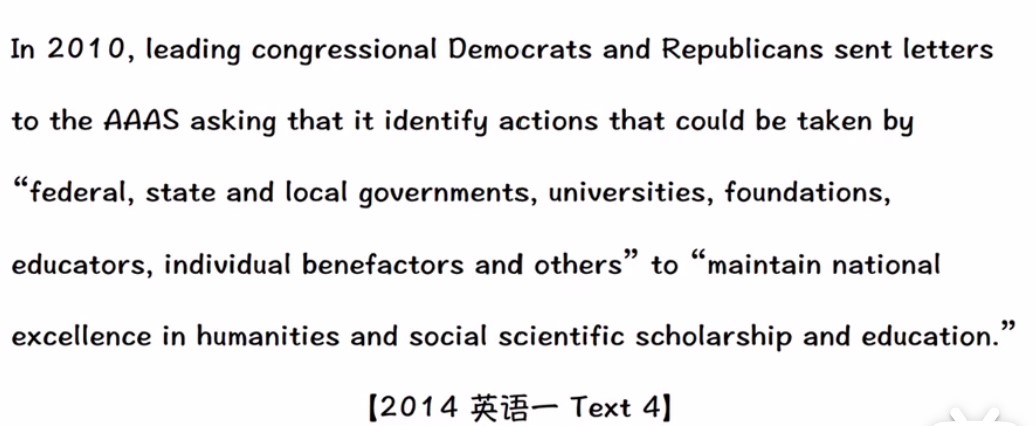 In 2010, leading congressional Democrats and Republicans sent letters
to the AAAS asking that it identify actions that could be taken by
“federal, state and local governments, universities, foundations,
educators, individual benefactors and others” to “maintain national
excellence in humanities and social scientific scholarship and education.”
【2014 英语一 Text 4】